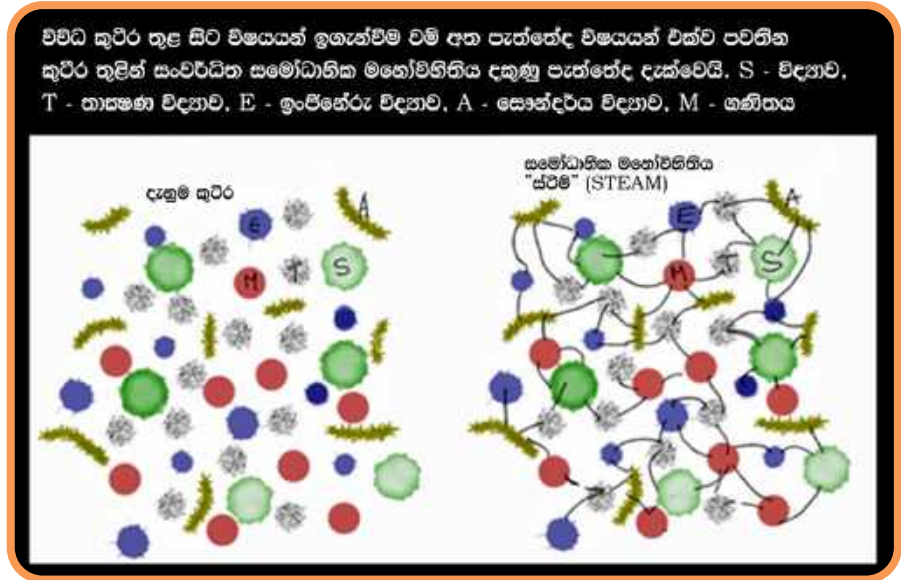 විවිධ කුටීර තුළ සිට විෂයයන් ඉගැන්වීම වම් අත පැත්තේද විෂයයන් එක්ව පවතින
කුටීර තුළින් සංවර්ධිත සමෝධානික මනෝවිහිතිය දකුණු පැත්තේද දැක්වෙයි. S - විද්‍යාව,
T - තාක්‍ෂණ විද්‍යාව, E - ඉංජිනේරු විද්‍යාව, A - සෞන්දර්ය විද්‍යාව, M - ගණිතය
සමෝධානික මනෝවිහිතිය
"ස්ටීම්" (STEAM)
දැනුම කුටීර
A
E
M T S
A
E
M T S